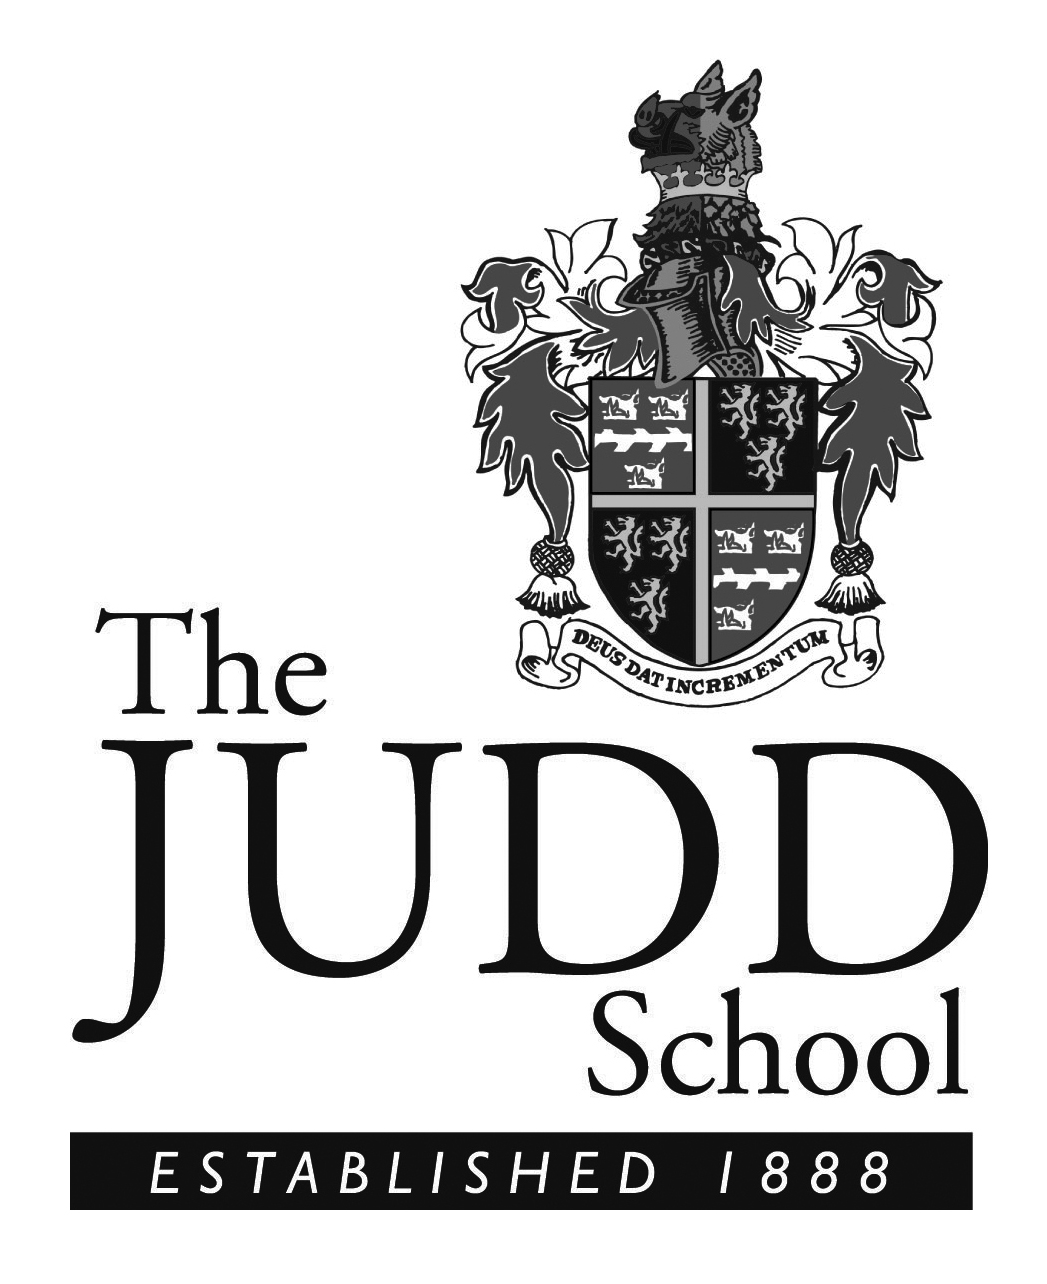 DEUS DAT INCREMENTUM
The
JUDD
School
ESTABLISHED 1888